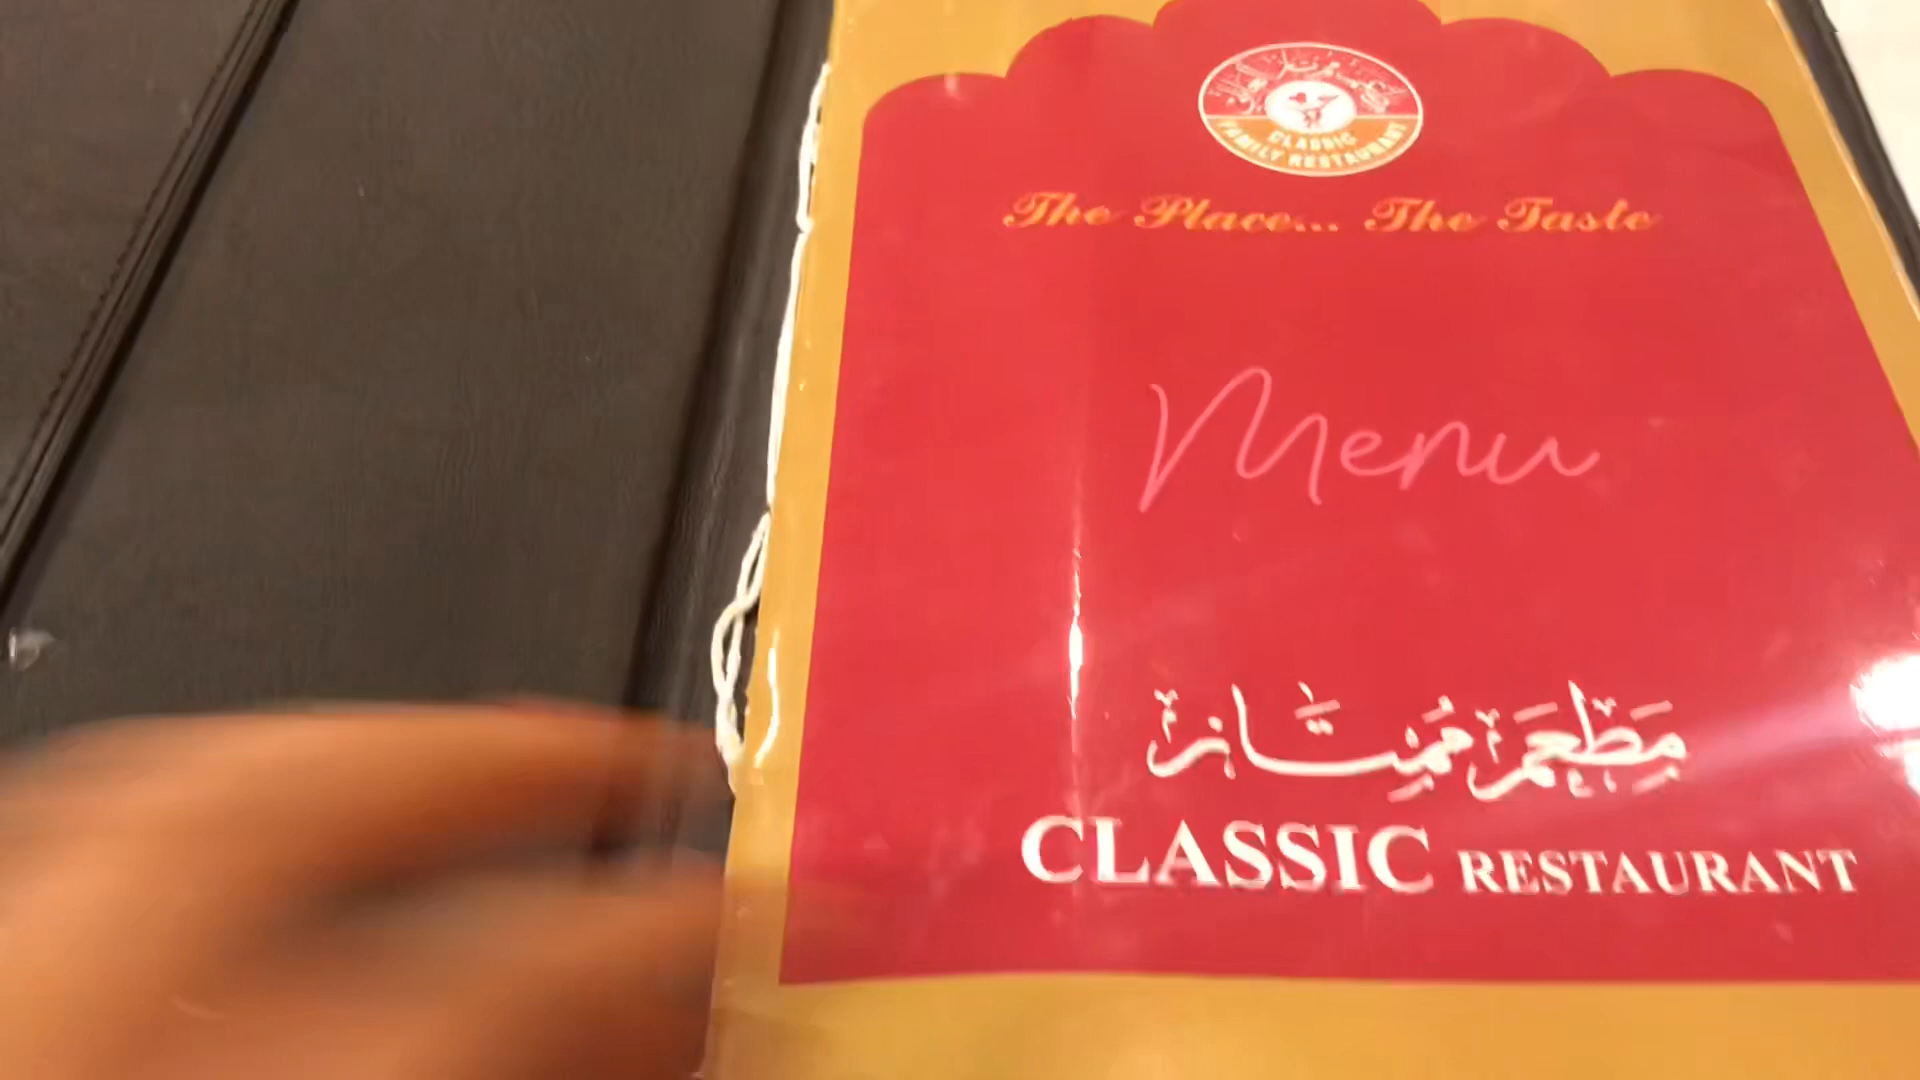 CLASSIC
FAMILY RESTAURANT
The Place... The Taste
Menu
مطعم ممتاز
CLASSIC RESTAURANT